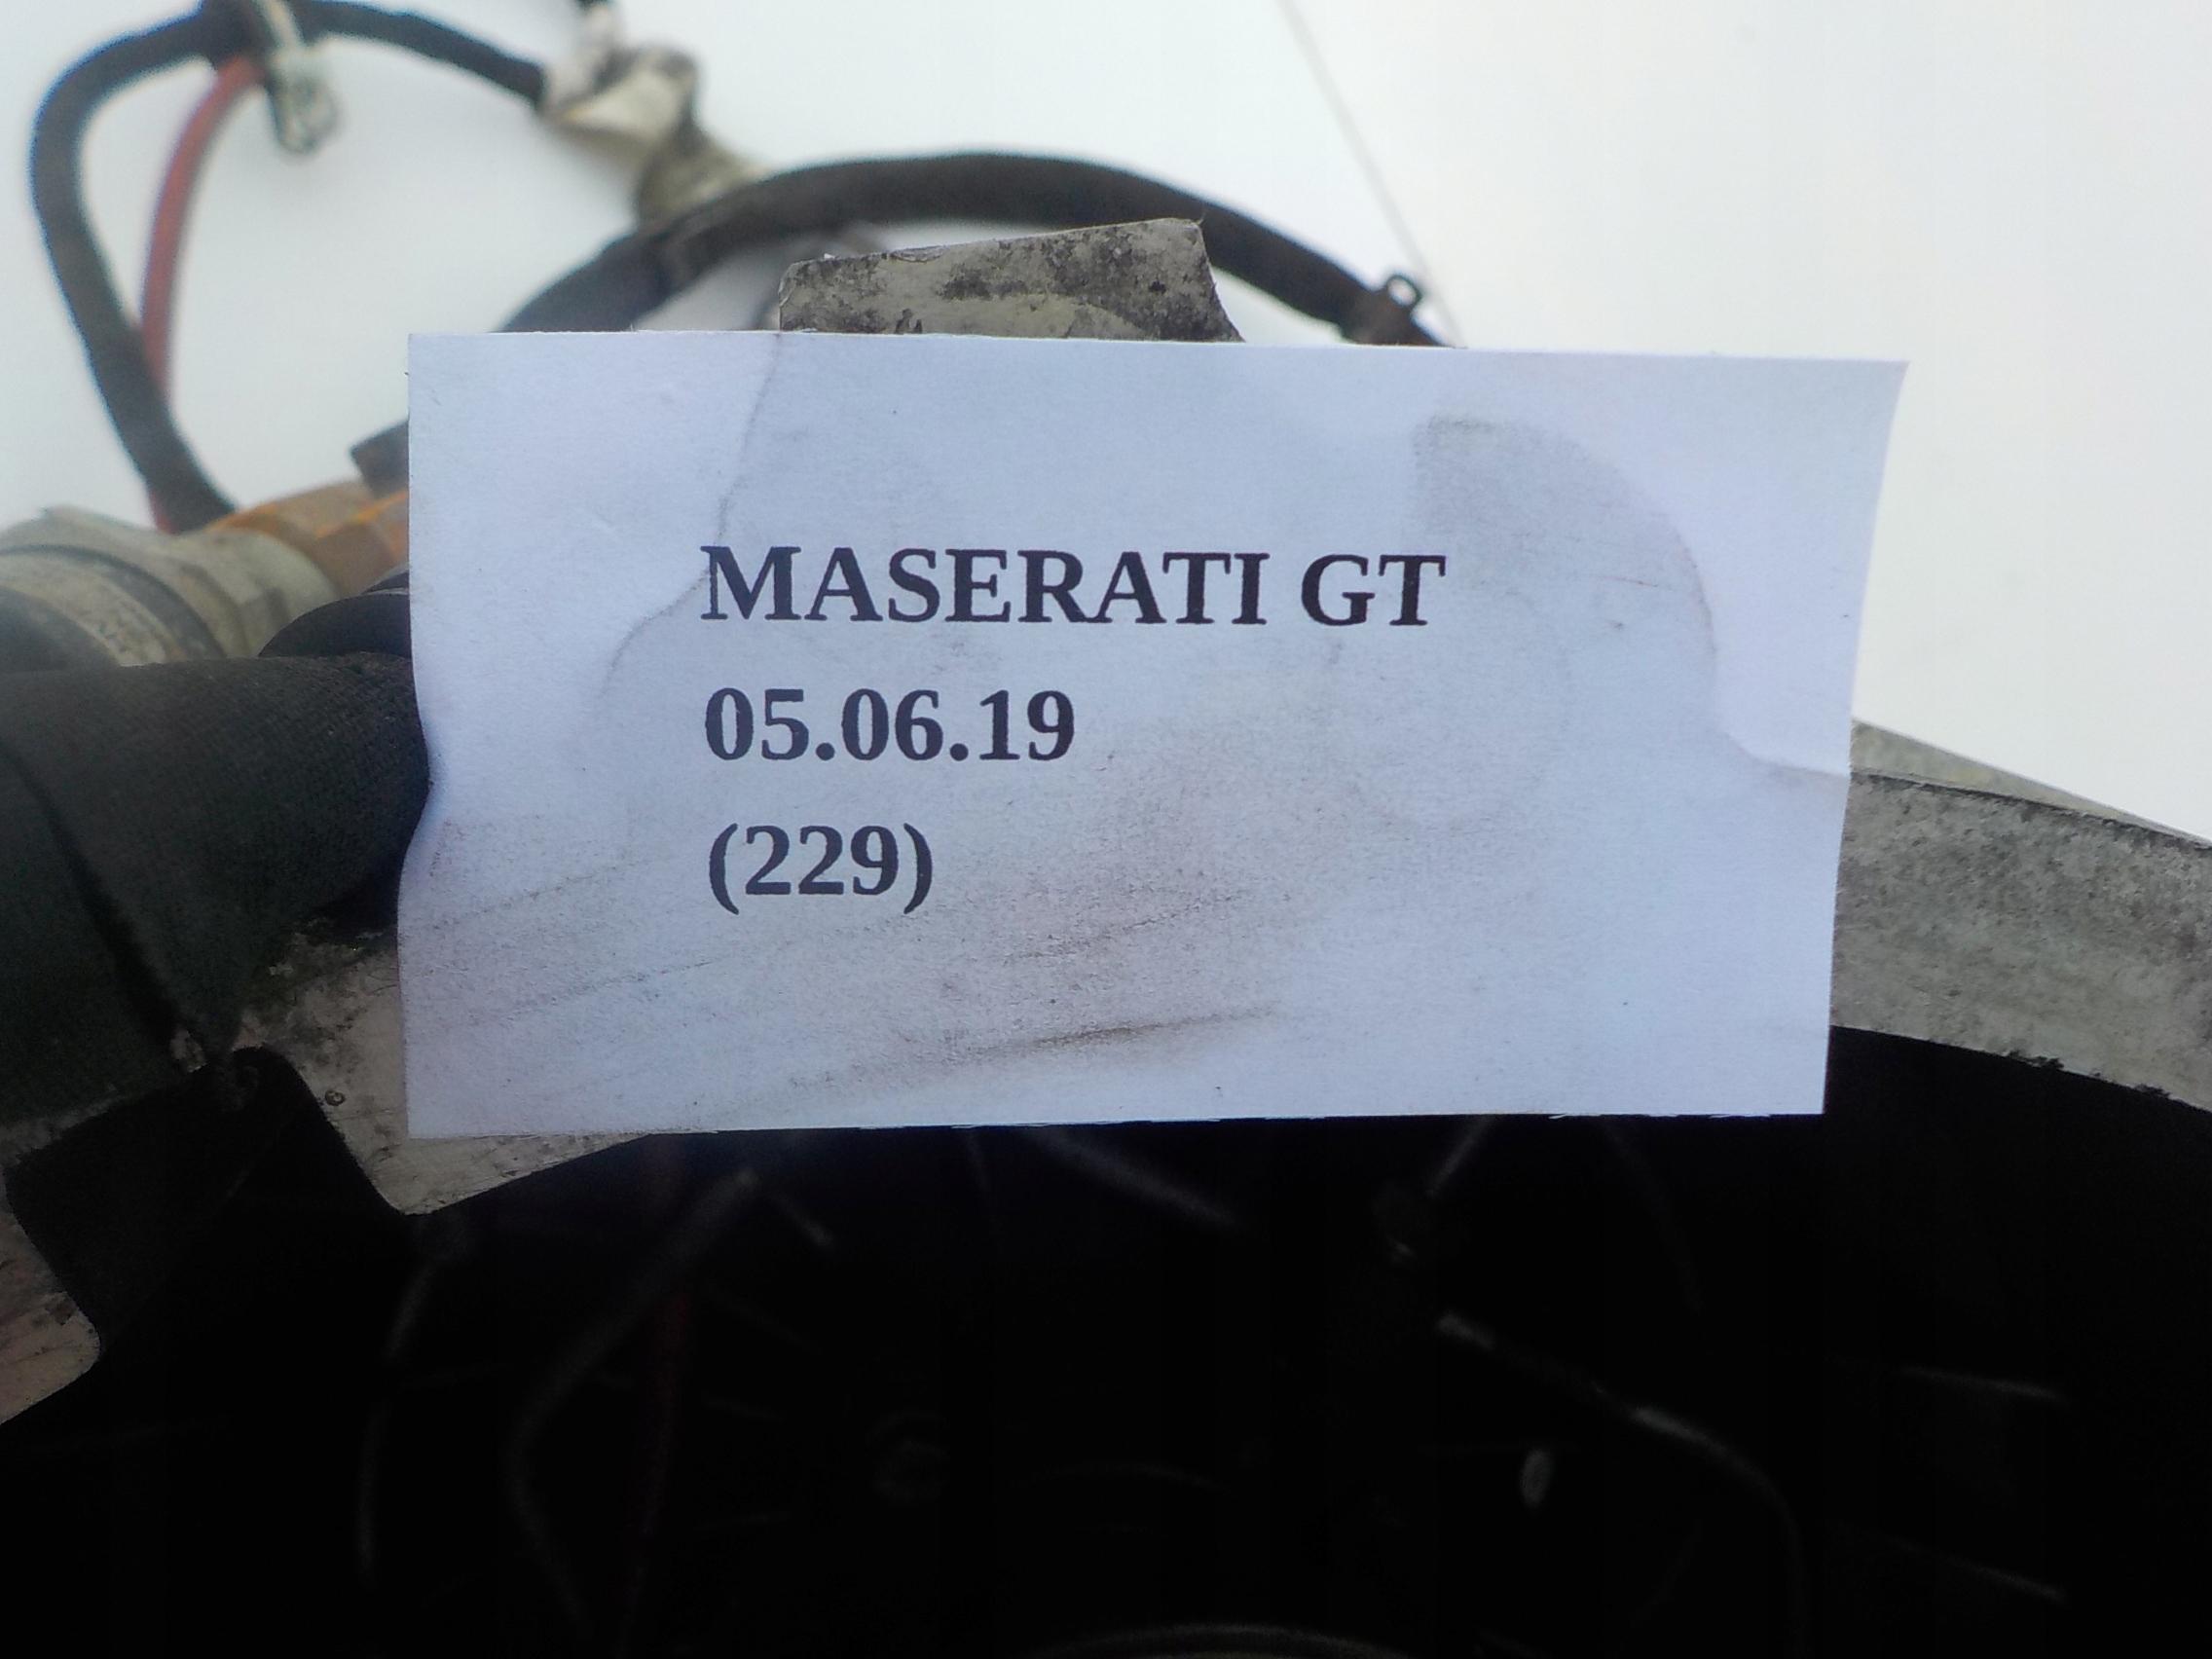 MASERATI GT
05.06.19
(229)